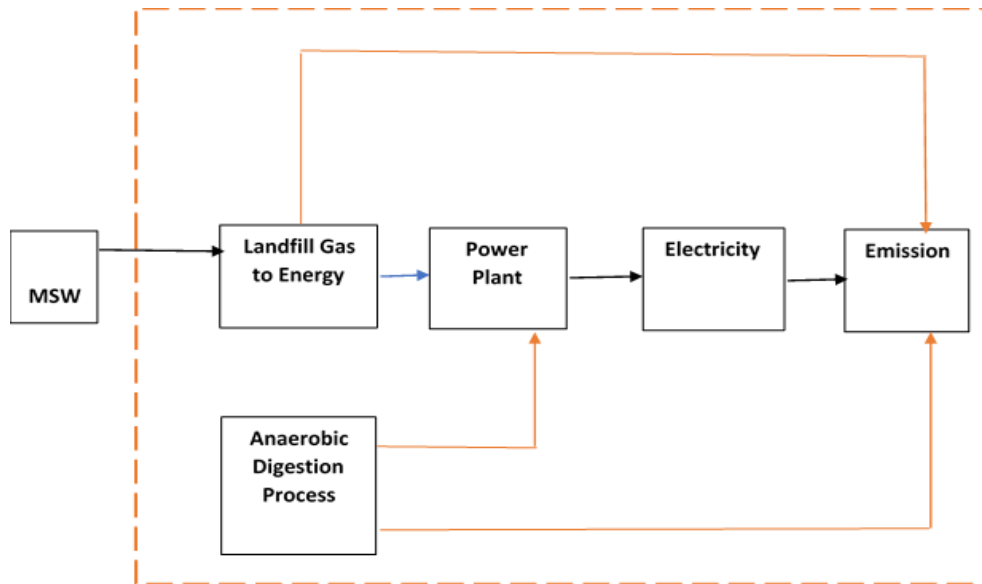 MSW
Landfill Gas
to Energy
Power
Plant
Electricity
Emission
Anaerobic
Digestion
Process